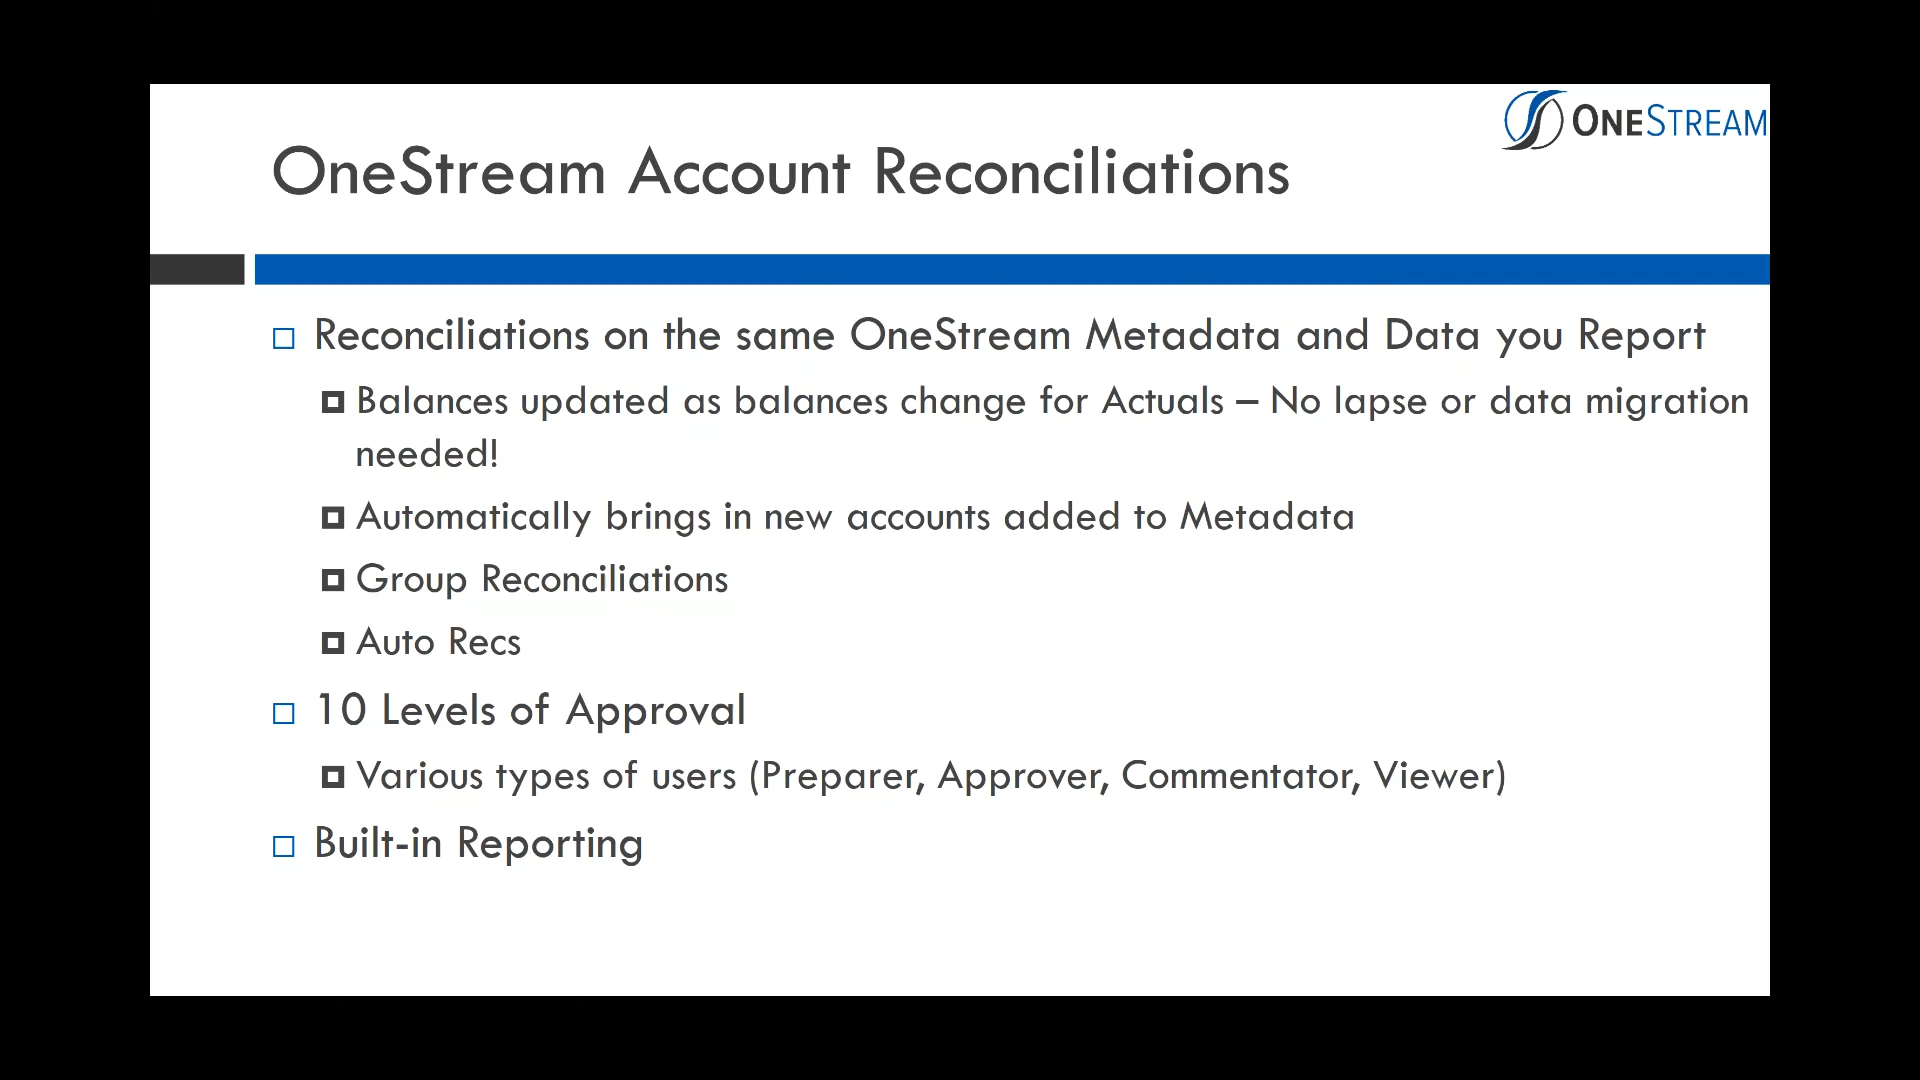 ONESTREAM
OneStream Account Reconciliations
Reconciliations on the same OneStream Metadata and Data you Report
Balances updated as balances change for Actuals – No lapse or data migration
needed!
Automatically brings in new accounts added to Metadata
Group Reconciliations
Auto Recs
10 Levels of Approval
Various types of users (Preparer, Approver, Commentator, Viewer)
Built-in Reporting